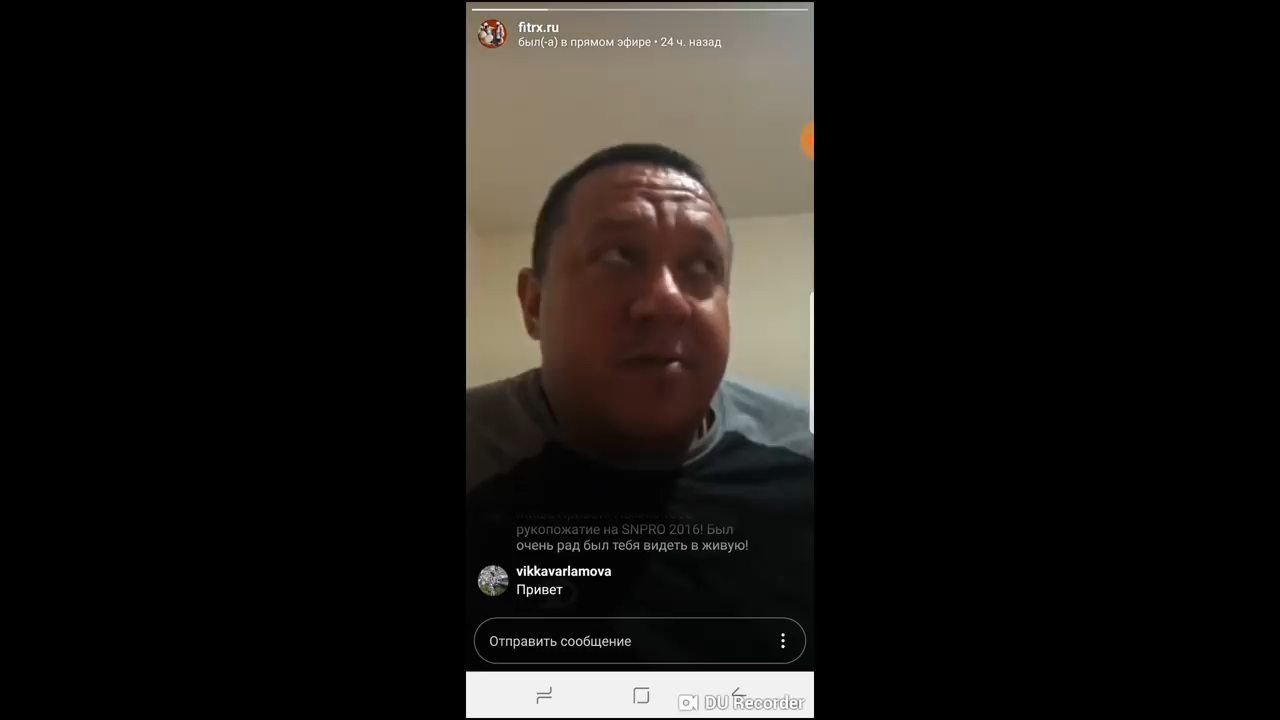 fitrx.ru
был(-а) в прямом эфире • 24 ч. назад
рукопожатие на SNPRO 2016! Был
очень рад был тебя видеть в живую!
vikkavarlamova
Привет
Отправить сообщение
DU Recorder